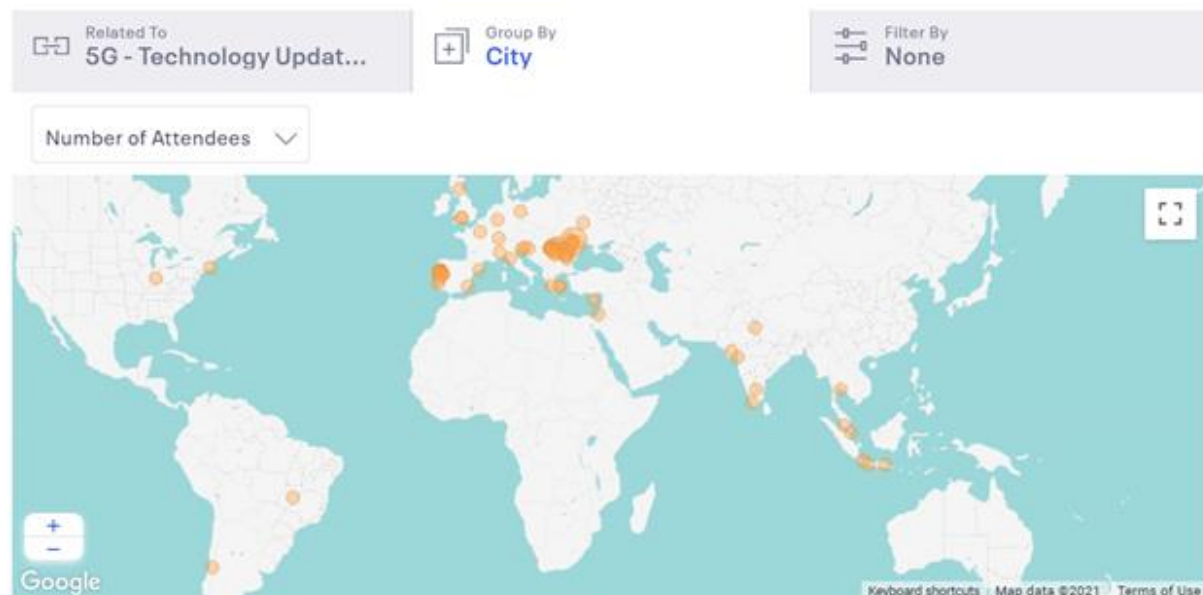 Related To
5G - Technology Updat...
Group By
City
Filter By
None
Number of Attendees
Google
Keyboard shortcuts
Map data ©2021
Terms of Use